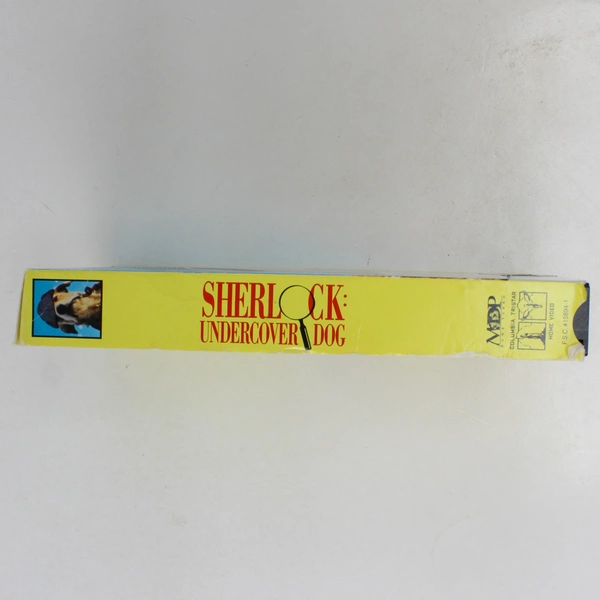 SHERLOCK:
UNDERCOVER DOG
COLUMBIA TRISTAR
HOME VIDEO